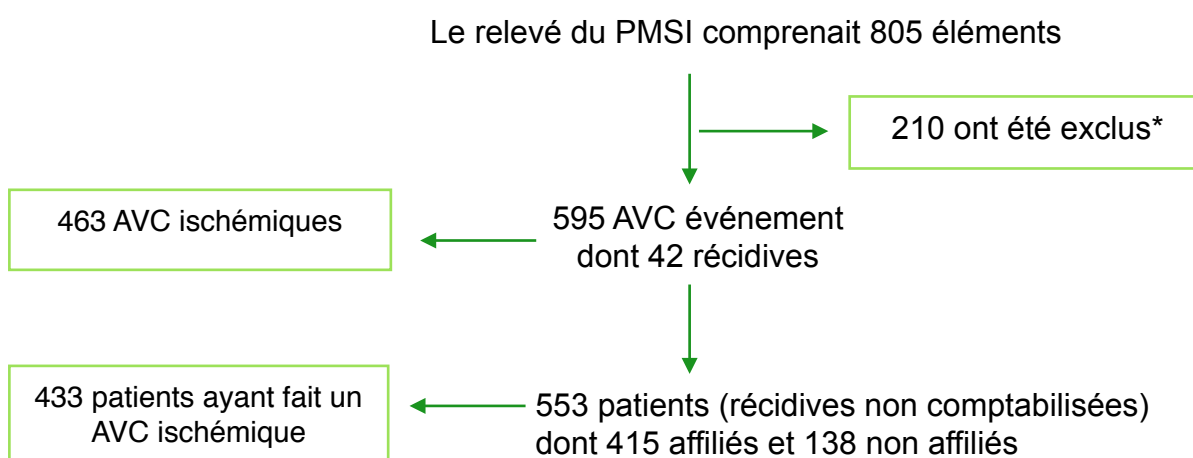 Le relevé du PMSI comprenait 805 éléments
210 ont été exclus*
463 AVC ischémiques
595 AVC événement
dont 42 récidives
433 patients ayant fait un
AVC ischémique
553 patients (récidives non comptabilisées)
dont 415 affiliés et 138 non affiliés